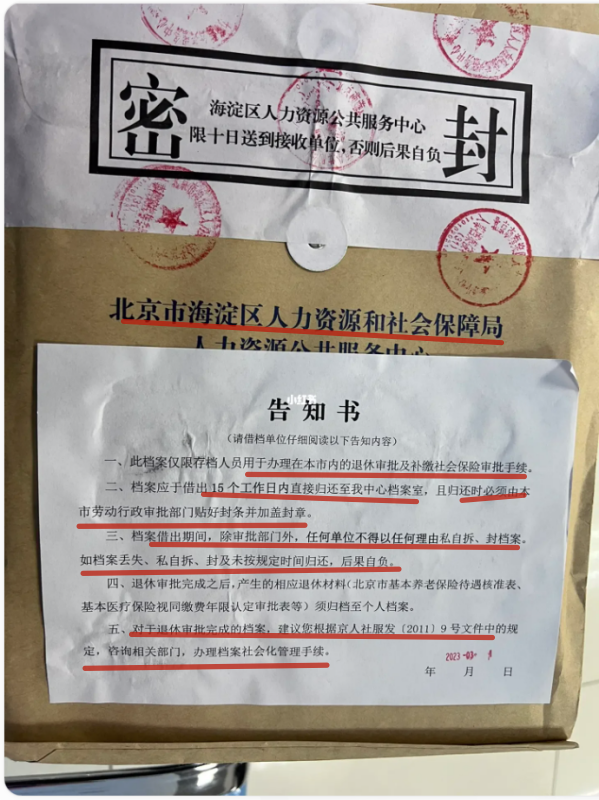 密
海淀区人力资源公共服务中心
限十日送到接收单位,否则后果自负
封
北京市海淀区人力资源和社会保障局
人力资源公共服务中心
小红书
告知书
(请借档单位仔细阅读以下告知内容)
一、此档案仅限存档人员用于办理在本市内的退休审批及补缴社会保险审批手续。
二、档案应于借出15个工作日内直接归还至我中心档案室,且归还时必须由本
市劳动行政审批部门贴好封条并加盖封章。
三、档案借出期间,除审批部门外,任何单位不得以任何理由私自拆、封档案。
如档案丢失、私自拆、封及未按规定时间归还,后果自负。
四、退休审批完成之后,产生的相应退休材料(北京市基本养老保险待遇核准表、
基本医疗保险视同缴费年限认定审批表等)须归档至个人档案。
五、对于退休审批完成的档案,建议您根据京人社服发〔2011〕9号文件中的规
定,咨询相关部门,办理档案社会化管理手续。
2023-03-
年 月 日